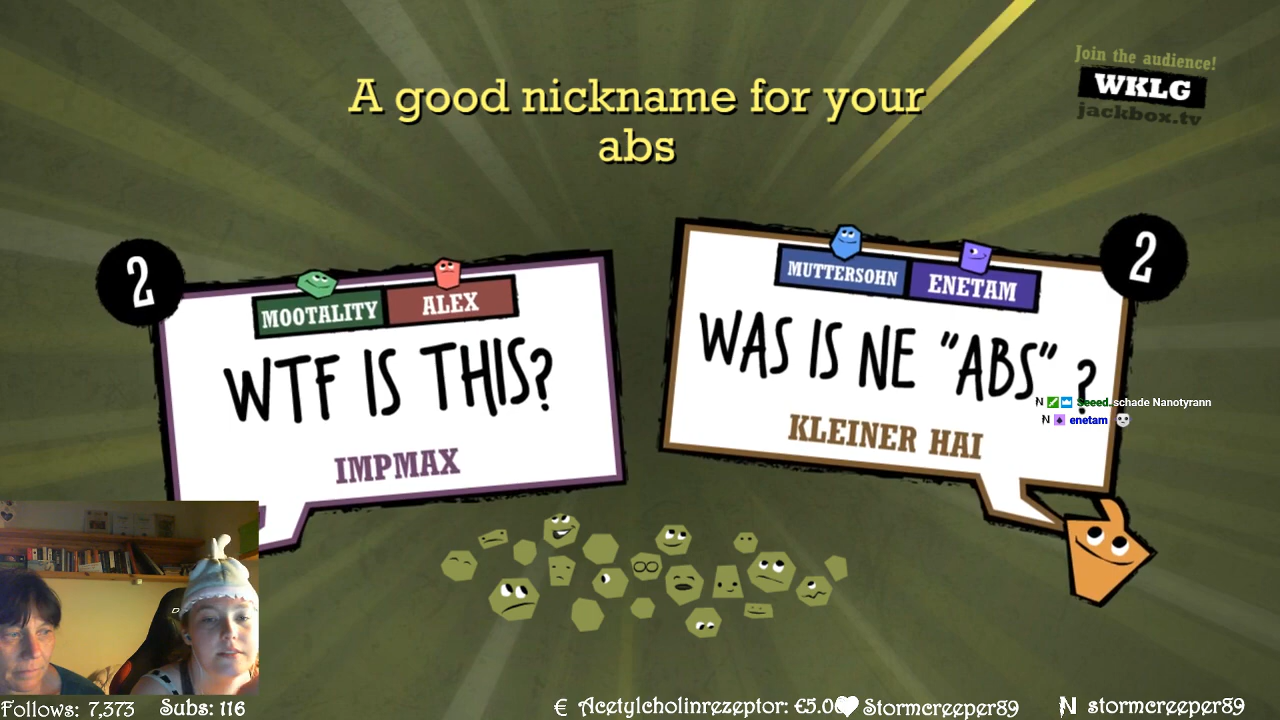 Join the audience!
WKLG
jackbox.tv
A good nickname for your
abs
2
MOOTALITY
ALEX
WTF IS THIS?
IMPMAX
2
MUTTERSOHN
ENETAM
WAS IS NE "ABS" ?
KLEINER HAI
Seeed. schade Nanotyrann
enetam
Follows: 7,373
Subs: 116
€ Acetylcholinrezeptor: €5.0
Stormcreeper89
N stormcreeper89